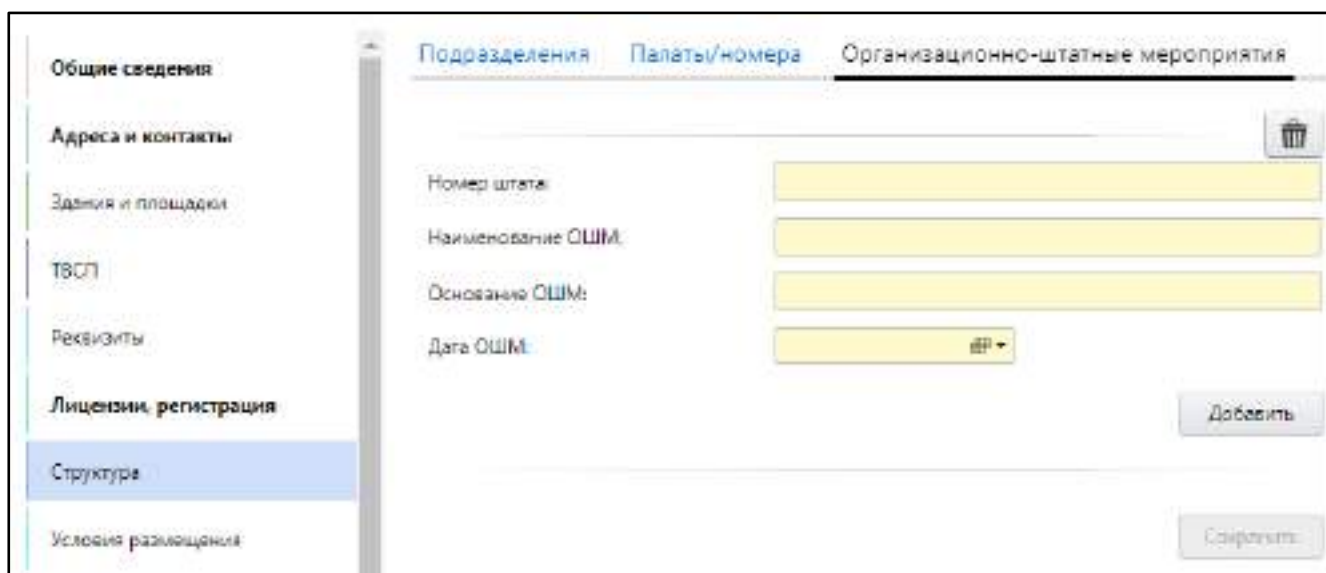 Общие сведения
Адреса и контакты
Здания и площадки
ТВСП
Реквизиты
Лицензии, регистрация
Структура
Условия размещения
Подразделения Палаты/номера Организационно-штатные мероприятия
Номер штата:
Наименование ОШМ:
Основание ОШМ:
Дата ОШМ:
Добавить
Сохранить